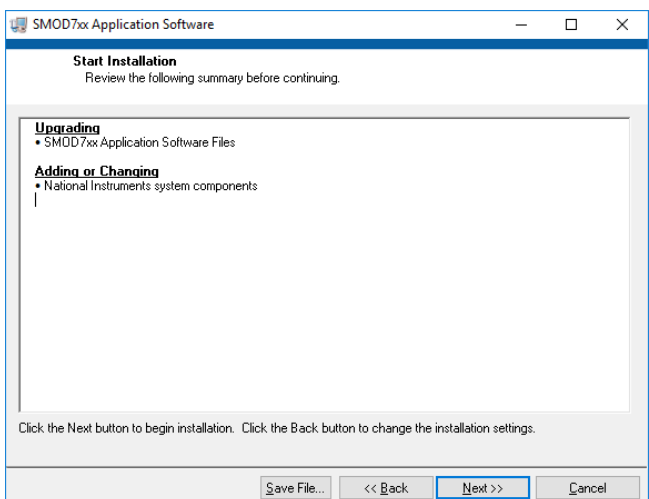 SMOD7xx Application Software
Start Installation
Review the following summary before continuing.
Upgrading
• SMOD7xx Application Software Files
Adding or Changing
• National Instruments system components
Click the Next button to begin installation. Click the Back button to change the installation settings.
Save File... << Back Next >> Cancel